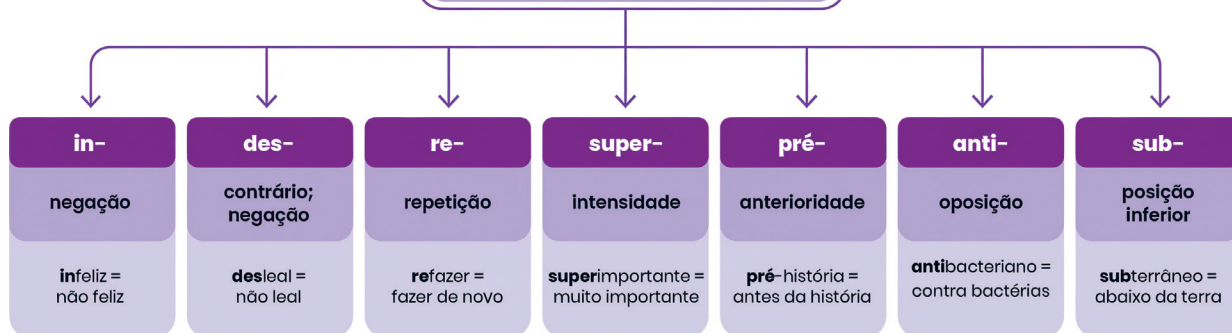 in-
negação
infeliz =
não feliz
des-
contrário;
negação
desleal =
não leal
re-
repetição
refazer =
fazer de novo
super-
intensidade
superimportante =
muito importante
pré-
anterioridade
pré-história =
antes da história
anti-
oposição
antibacteriano =
contra bactérias
sub-
posição
inferior
subterrâneo =
abaixo da terra